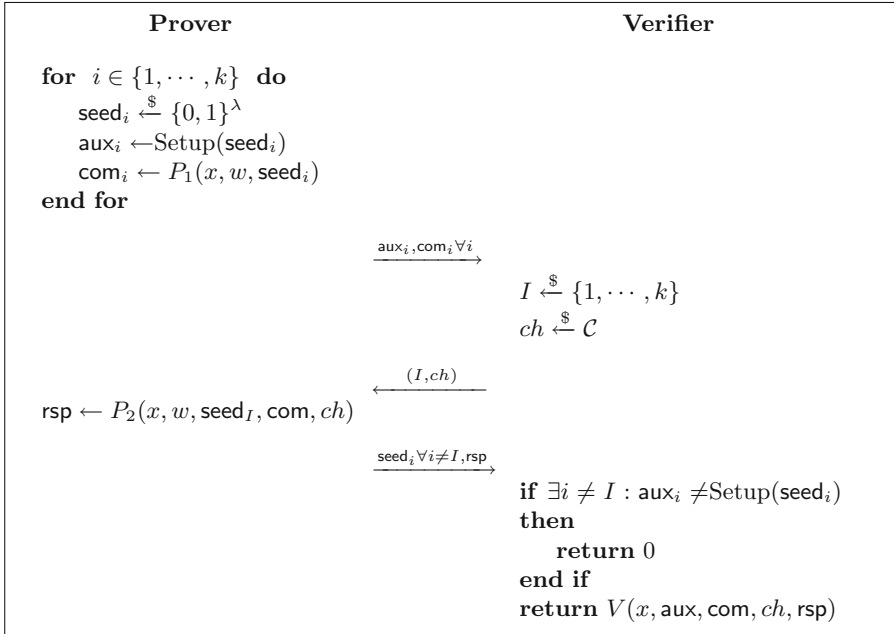 Prover Verifier
for i ∈ {1, · · · , k} do
seed_i ←$ {0, 1}^λ
aux_i ←Setup(seed_i)
com_i ← P_1(x, w, seed_i)
end for
aux_i,com_i∀i
I ←$ {1, · · · , k}
ch ←$ C
(I,ch)
rsp ← P_2(x, w, seed_I, com, ch)
seed_i∀i≠I,rsp
if ∃i ≠ I : aux_i ≠Setup(seed_i)
then
return 0
end if
return V(x, aux, com, ch, rsp)